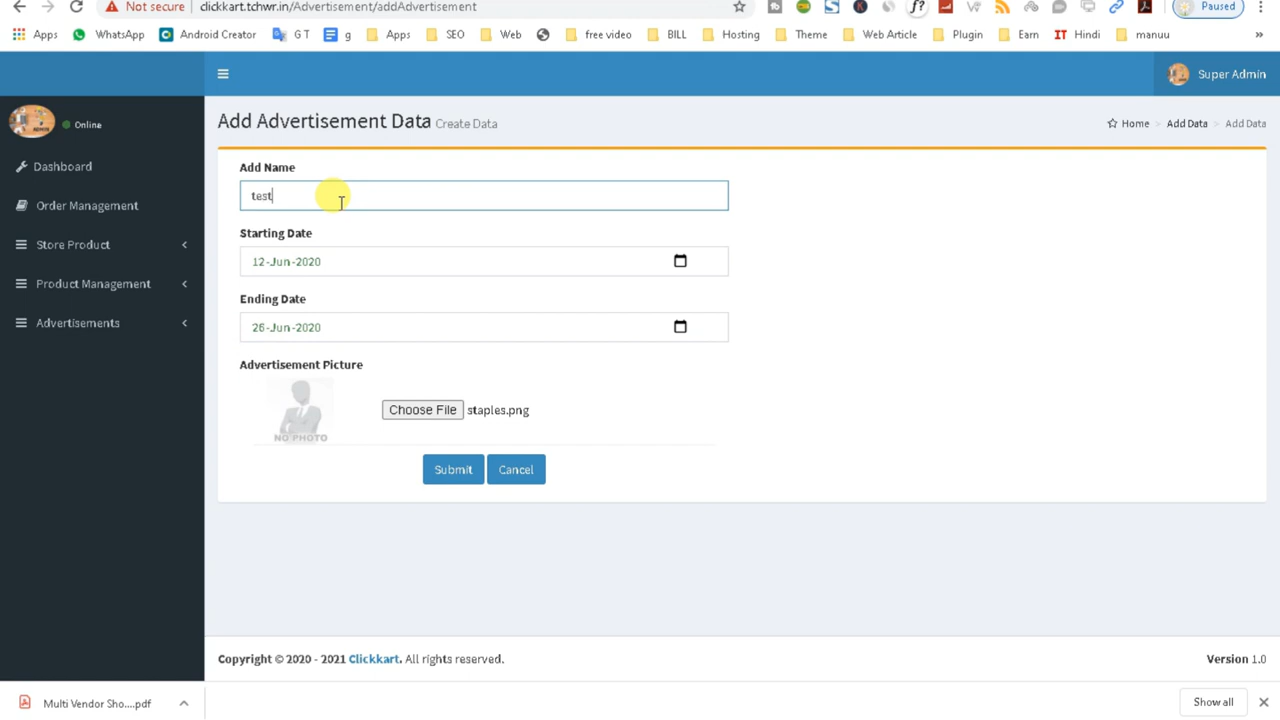 Not secure clickkart.tchwr.in/Advertisement/addAdvertisement Paused
Apps WhatsApp Android Creator G T g Apps SEO Web free video BILL Hosting Theme Web Article Plugin Earn IT Hindi manuu »
Super Admin
Online
Add Advertisement Data Create Data
Home > Add Data > Add Data
Dashboard
Order Management
Store Product
Product Management
Advertisements
Add Name
test
Starting Date
12-Jun-2020
Ending Date
26-Jun-2020
Advertisement Picture
NO PHOTO
Choose File staples.png
Submit Cancel
Copyright © 2020 - 2021 Clickkart. All rights reserved.
Version 1.0
Multi Vendor Sho....pdf
Show all